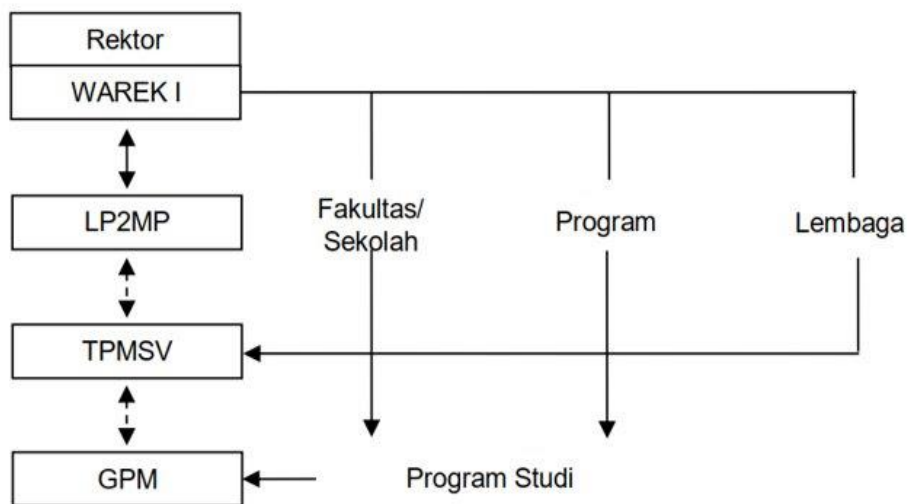 Rektor
WAREK I
LP2MP
Fakultas/
Sekolah
Program
Lembaga
TPMSV
GPM
Program Studi